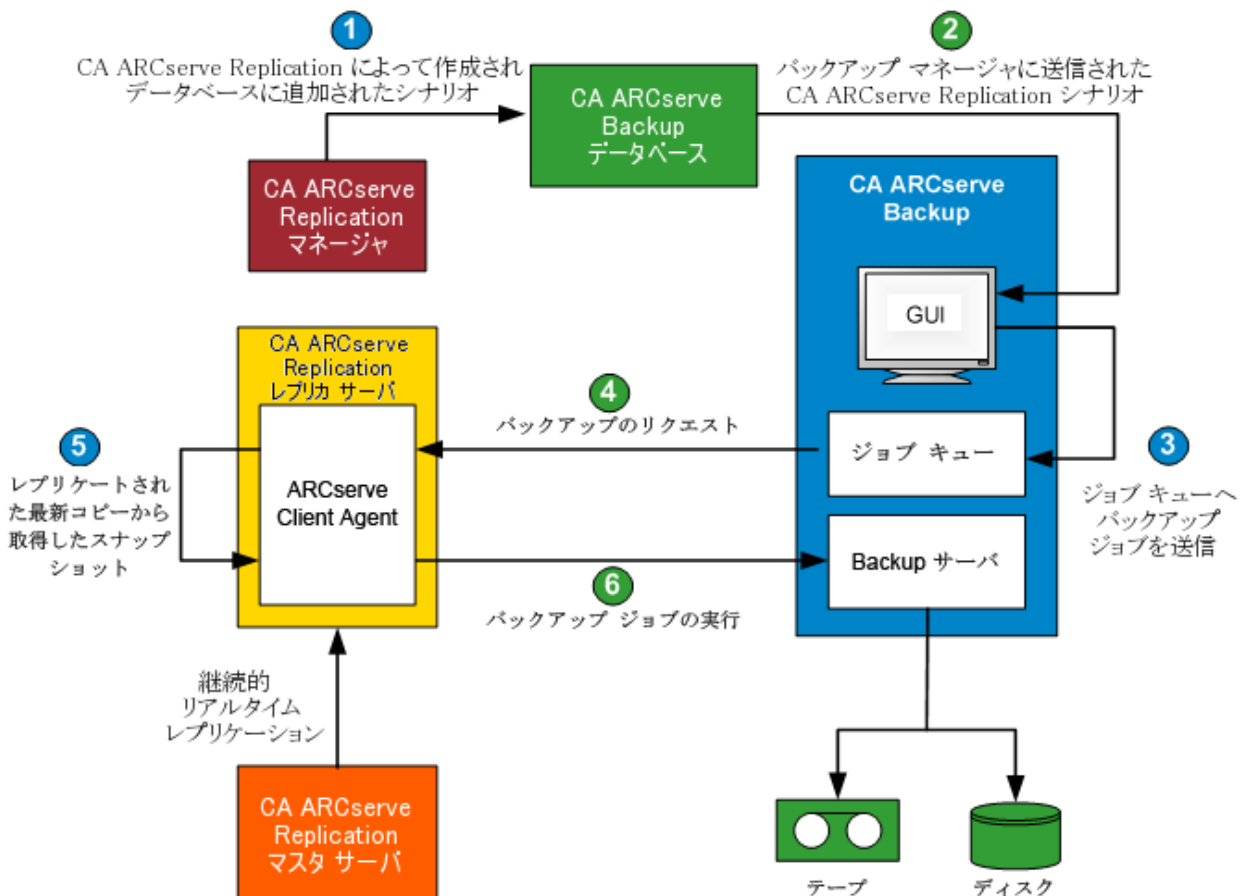 1
CA ARCserve Replication によって作成され
データベースに追加されたシナリオ
2
バックアップ マネージャに送信された
CA ARCserve Replication シナリオ
CA ARCserve
Backup
データベース
CA ARCserve
Replication
マネージャ
CA ARCserve
Backup
GUI
CA ARCserve
Replication
レプリカ サーバ
4
バックアップのリクエスト
ジョブ キュー
3
ジョブ キューへ
バックアップ
ジョブを送信
5
レプリケートされ
た最新コピーから
取得したスナップ
ショット
ARCserve
Client Agent
Backup サーバ
6
バックアップ ジョブの実行
継続的
リアルタイム
レプリケーション
CA ARCserve
Replication
マスタ サーバ
テープ
ディスク